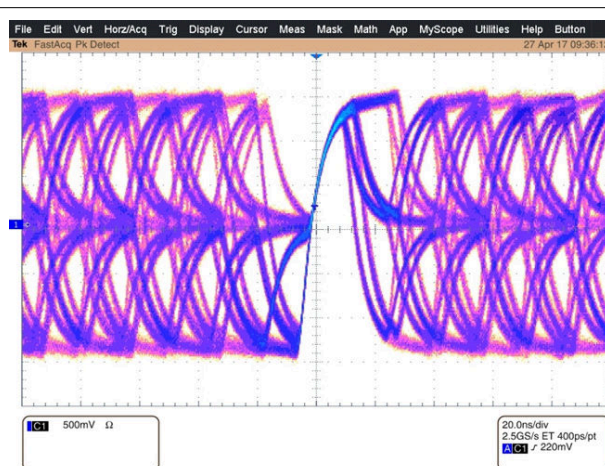 File Edit Vert Horz/Acq Trig Display Cursor Meas Mask Math App MyScope Utilities Help Button
Tek FastAcq Pk Detect 27 Apr 17 09:36:1
1
C1 500mV Ω
20.0ns/div
2.5GS/s ET 400ps/pt
A C1 ∫ 220mV